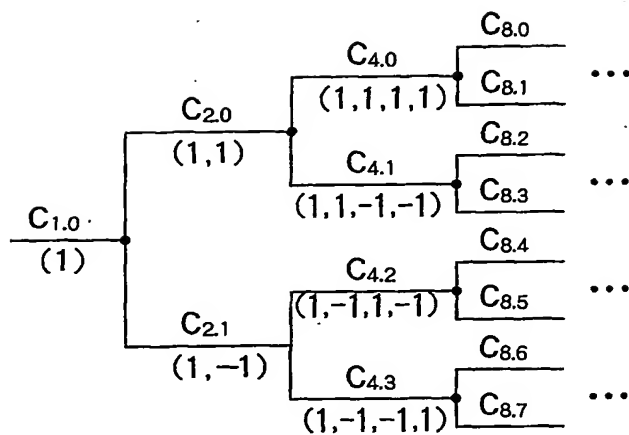 C8.0
C4.0
C8.1 ...
(1,1,1,1)
C2.0
(1,1)
C8.2
C4.1
C8.3 ...
(1,1,-1,-1)
C1.0
(1)
C8.4
C4.2
C8.5 ...
(1,-1,1,-1)
C2.1
(1,-1)
C8.6
C4.3
C8.7 ...
(1,-1,-1,1)